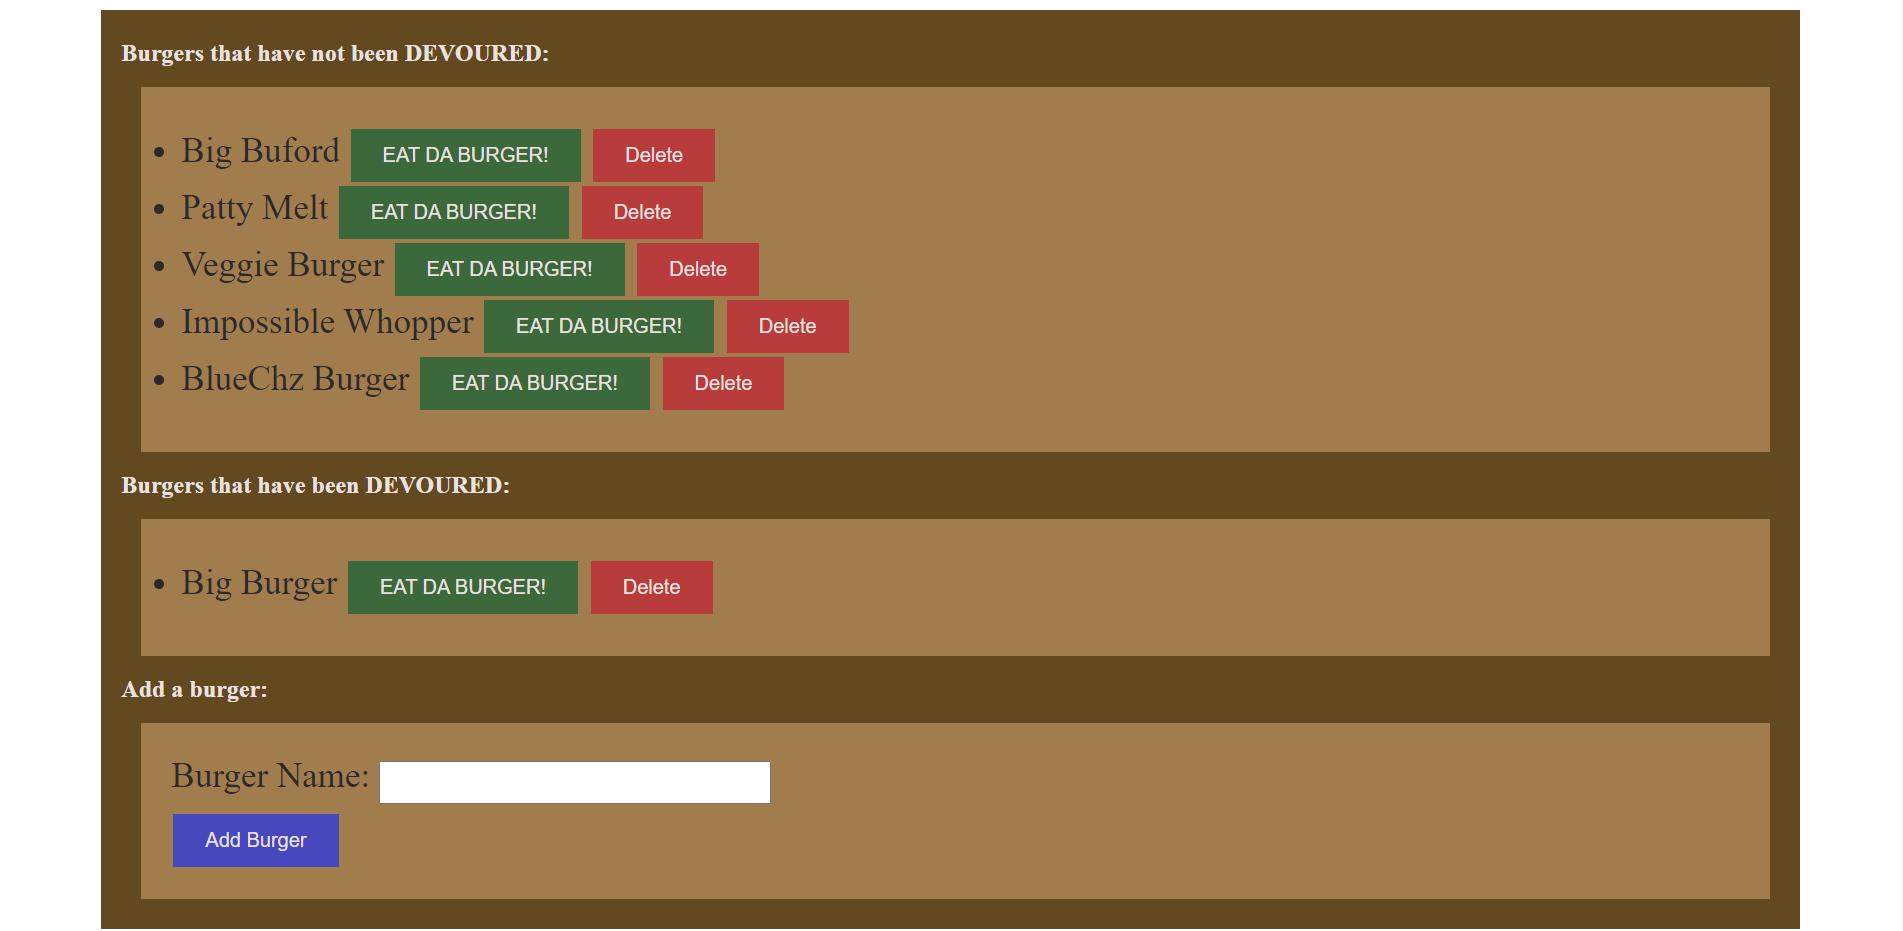 Burgers that have not been DEVOURED:
Big Buford EAT DA BURGER! Delete
Patty Melt EAT DA BURGER! Delete
Veggie Burger EAT DA BURGER! Delete
Impossible Whopper EAT DA BURGER! Delete
BlueChz Burger EAT DA BURGER! Delete
Burgers that have been DEVOURED:
Big Burger EAT DA BURGER! Delete
Add a burger:
Burger Name:
Add Burger